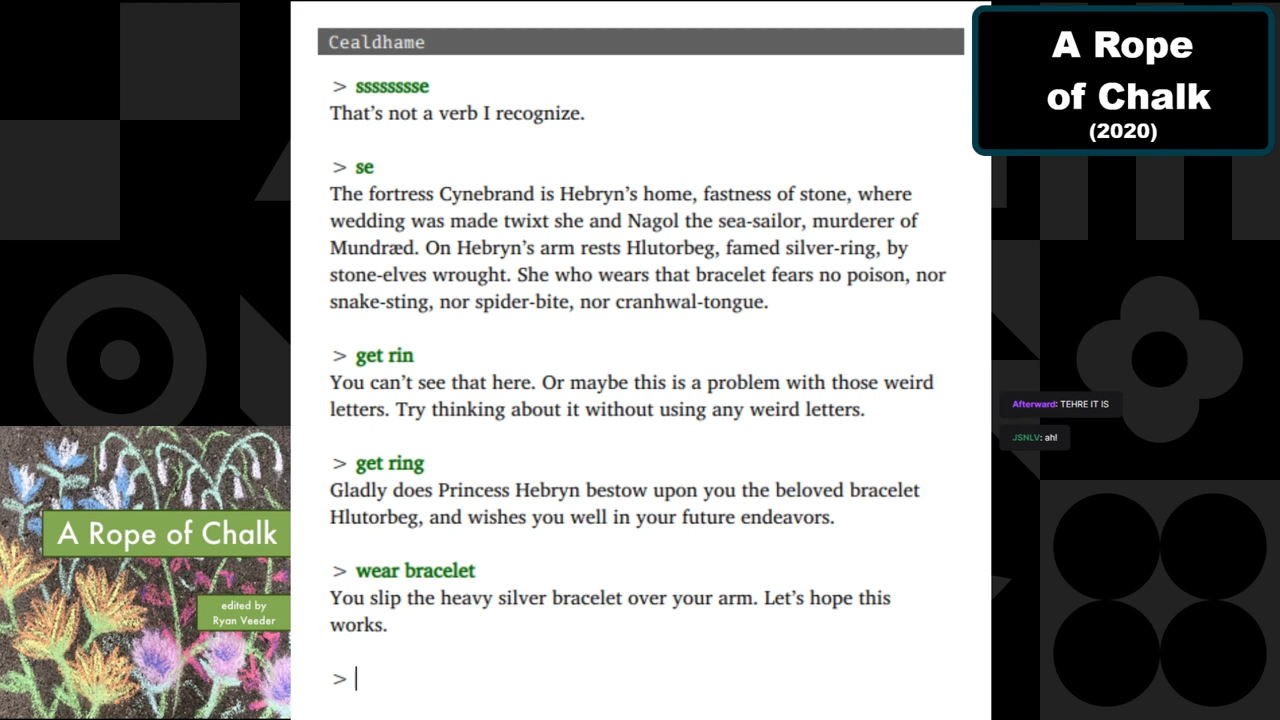 Cealdhame
> sssssssse
That’s not a verb I recognize.
> se
The fortress Cynebrand is Hebryn’s home, fastness of stone, where
wedding was made twixt she and Nagol the sea-sailor, murderer of
Mundræd. On Hebryn’s arm rests Hlutorbeg, famed silver-ring, by
stone-elves wrought. She who wears that bracelet fears no poison, nor
snake-sting, nor spider-bite, nor cranhwal-tongue.
> get rin
You can’t see that here. Or maybe this is a problem with those weird
letters. Try thinking about it without using any weird letters.
> get ring
Gladly does Princess Hebryn bestow upon you the beloved bracelet
Hlutorbeg, and wishes you well in your future endeavors.
> wear bracelet
You slip the heavy silver bracelet over your arm. Let’s hope this
works.
>
A Rope
of Chalk
(2020)
Afterward: TEHRE IT IS
JSNLV: ah!
A Rope of Chalk
edited by
Ryan Veeder